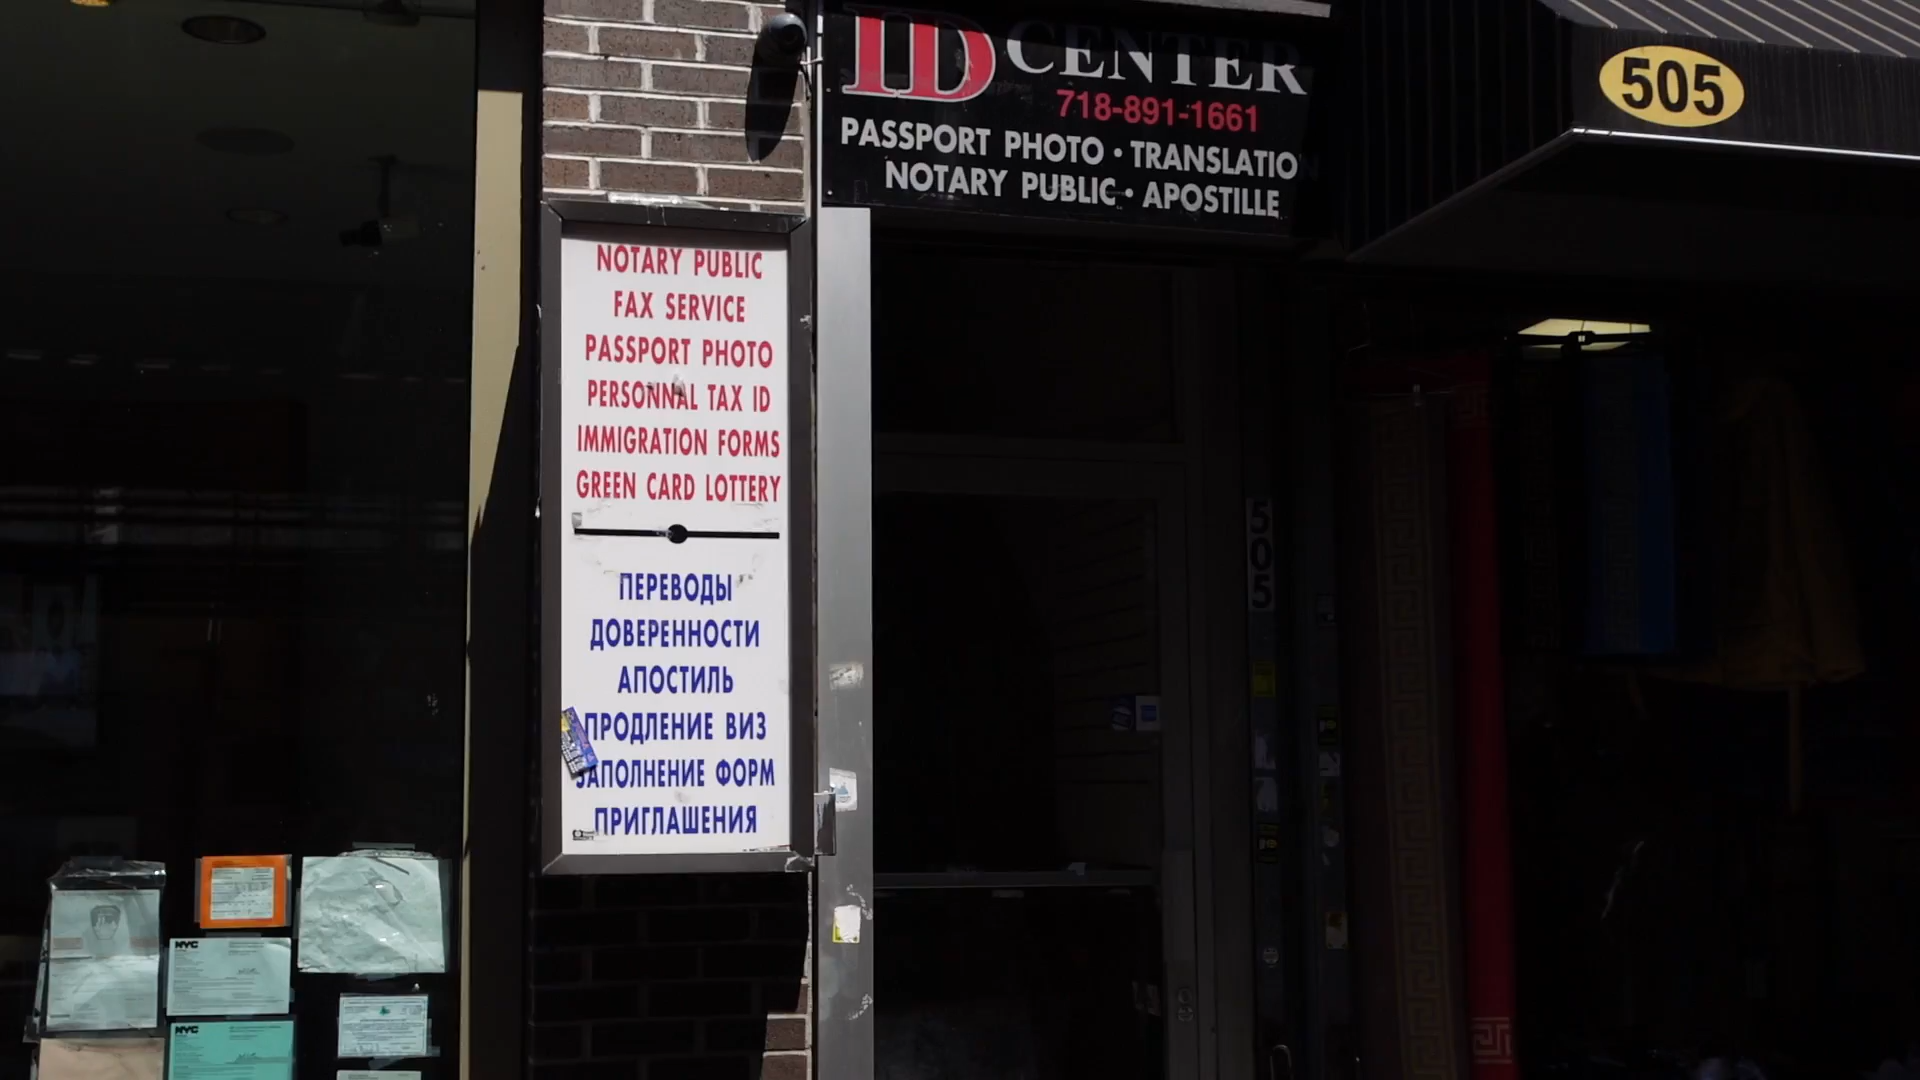 ID CENTER
718-891-1661
PASSPORT PHOTO • TRANSLATIO
NOTARY PUBLIC • APOSTILLE
505
NOTARY PUBLIC
FAX SERVICE
PASSPORT PHOTO
PERSONNAL TAX ID
IMMIGRATION FORMS
GREEN CARD LOTTERY
ПЕРЕВОДЫ
ДОВЕРЕННОСТИ
АПОСТИЛЬ
ПРОДЛЕНИЕ ВИЗ
ЗАПОЛНЕНИЕ ФОРМ
ПРИГЛАШЕНИЯ
505
NYC
NYC